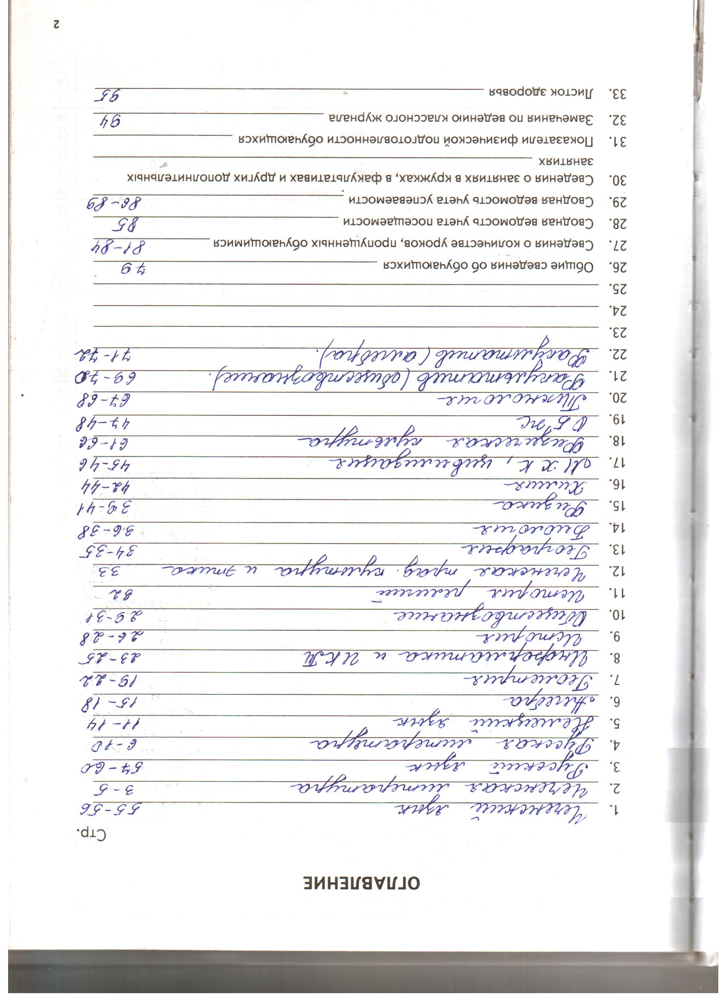 ОГЛАВЛЕНИЕ
Стр.
1. Чеченский язык 55-56
2. Чеченская литература 3-5
3. Русский язык 57-60
4. Русская литература 6-10
5. Немецкий язык 11-14
6. Алгебра 15-18
7. Геометрия 19-22
8. Информатика и ИКТ 23-25
9. История 26-28
10. Обществознание 29-31
11. История религий 32
12. Чеченская трад. культура и этика 33
13. География 34-35
14. Биология 36-38
15. Физика 39-41
16. Химия 42-44
17. МХК, цивилизация 45-46
18. Физическая культура 61-66
19. ОБЖ 47-48
20. Технология 67-68
21. Факультатив (обществознание). 69-70
22. Факультатив (алгебра). 71-72
23.
24.
25.
26. Общие сведения об обучающихся 79
27. Сведения о количестве уроков, пропущенных обучающимися 81-84
28. Сводная ведомость учета посещаемости 85
29. Сводная ведомость учета успеваемости 86-89
30. Сведения о занятиях в кружках, в факультативах и других дополнительных
занятиях
31. Показатели физической подготовленности обучающихся
32. Замечания по ведению классного журнала 94
33. Листок здоровья 95
2